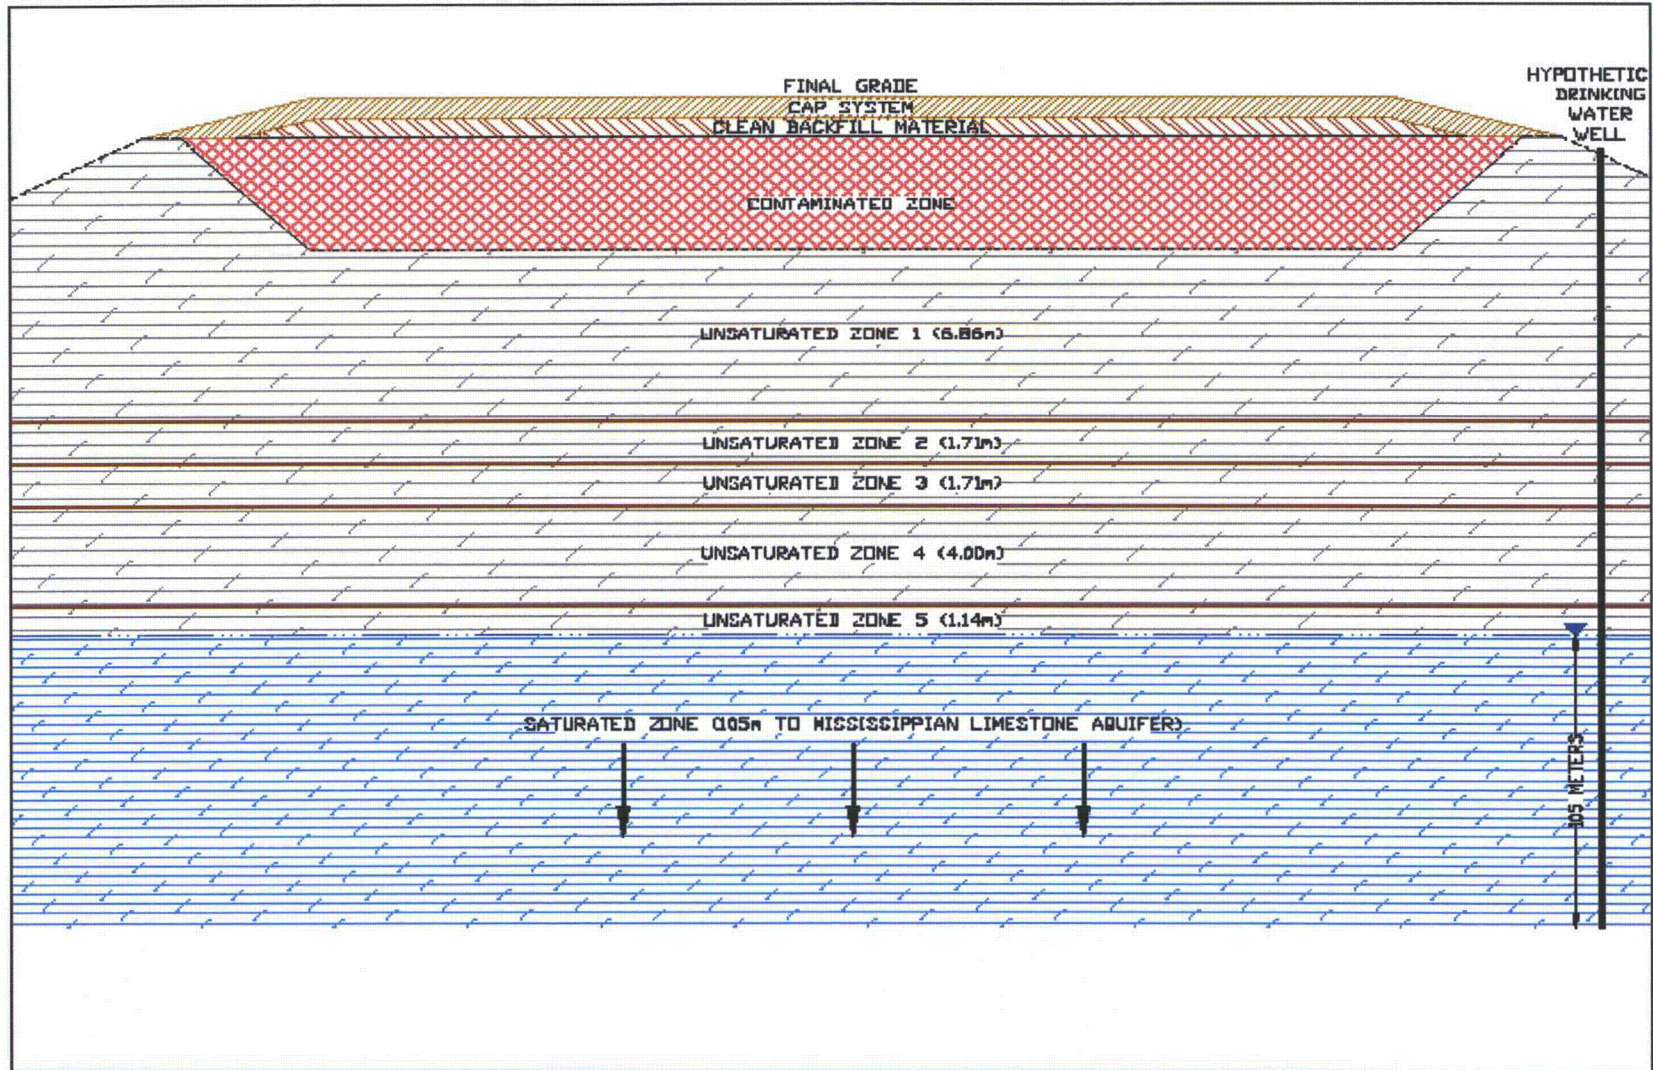 FINAL GRADE
CAP SYSTEM
CLEAN BACKFILL MATERIAL
CONTAMINATED ZONE
HYPOTHETIC
DRINKING
WATER
WELL
UNSATURATED ZONE 1 (6.86m)
UNSATURATED ZONE 2 (1.71m)
UNSATURATED ZONE 3 (1.71m)
UNSATURATED ZONE 4 (4.00m)
UNSATURATED ZONE 5 (1.14m)
SATURATED ZONE (105m TO MISSISSIPPIAN LIMESTONE AQUIFER)
105 METERS